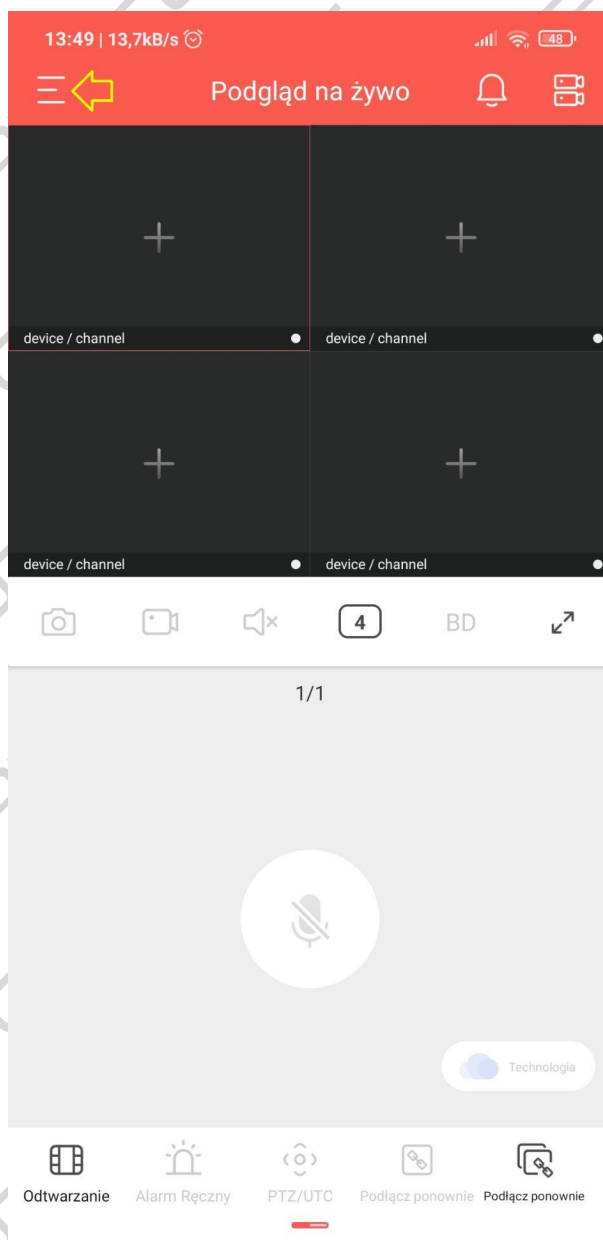 13:49 | 13,7kB/s 48
Podgląd na żywo
device / channel device / channel
device / channel device / channel
4 BD
1/1
Technologia
Odtwarzanie Alarm Ręczny PTZ/UTC Podłącz ponownie Podłącz ponownie